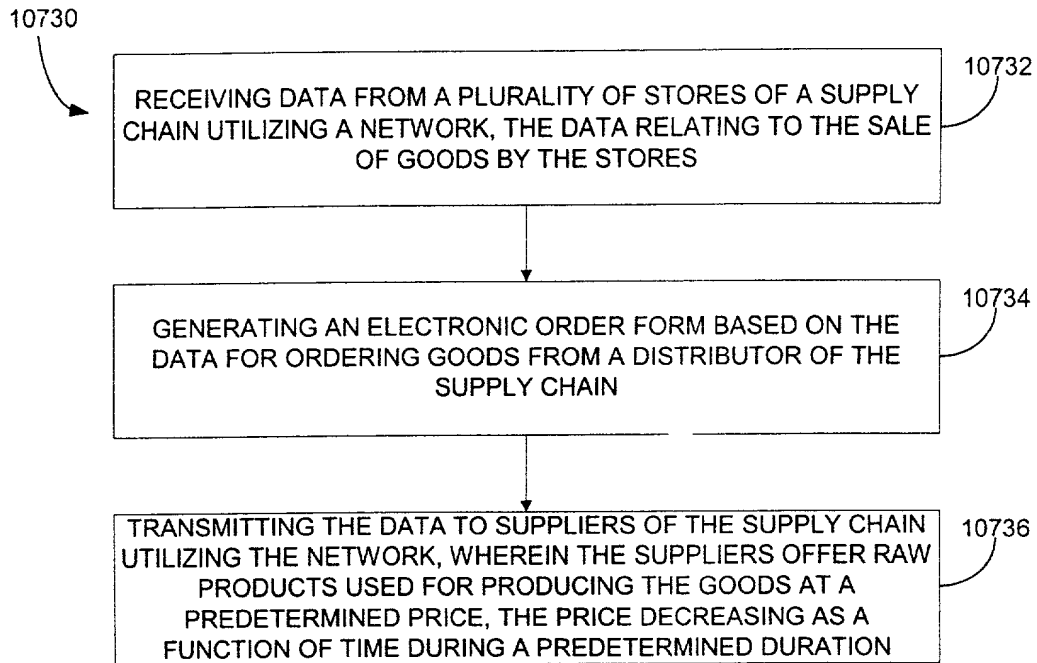 10730
10732
RECEIVING DATA FROM A PLURALITY OF STORES OF A SUPPLY
CHAIN UTILIZING A NETWORK, THE DATA RELATING TO THE SALE
OF GOODS BY THE STORES
10734
GENERATING AN ELECTRONIC ORDER FORM BASED ON THE
DATA FOR ORDERING GOODS FROM A DISTRIBUTOR OF THE
SUPPLY CHAIN
10736
TRANSMITTING THE DATA TO SUPPLIERS OF THE SUPPLY CHAIN
UTILIZING THE NETWORK, WHEREIN THE SUPPLIERS OFFER RAW
PRODUCTS USED FOR PRODUCING THE GOODS AT A
PREDETERMINED PRICE, THE PRICE DECREASING AS A
FUNCTION OF TIME DURING A PREDETERMINED DURATION